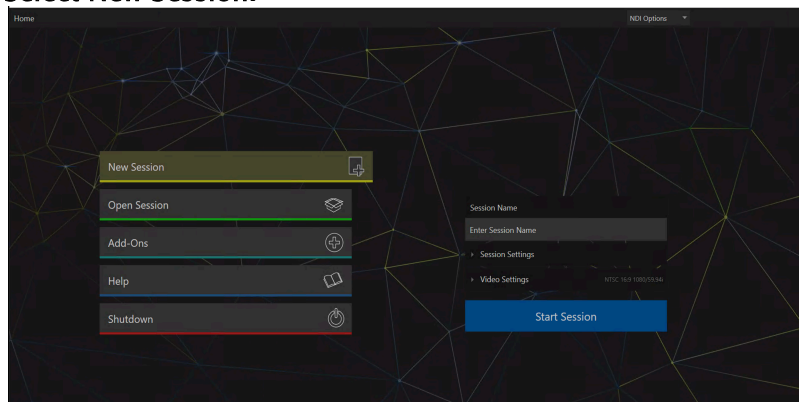 Select New Session.
Home
NDI Options
New Session
Open Session
Add-Ons
Help
Shutdown
Session Name
Enter Session Name
Session Settings
Video Settings NTSC 16:9 1080/59.94i
Start Session